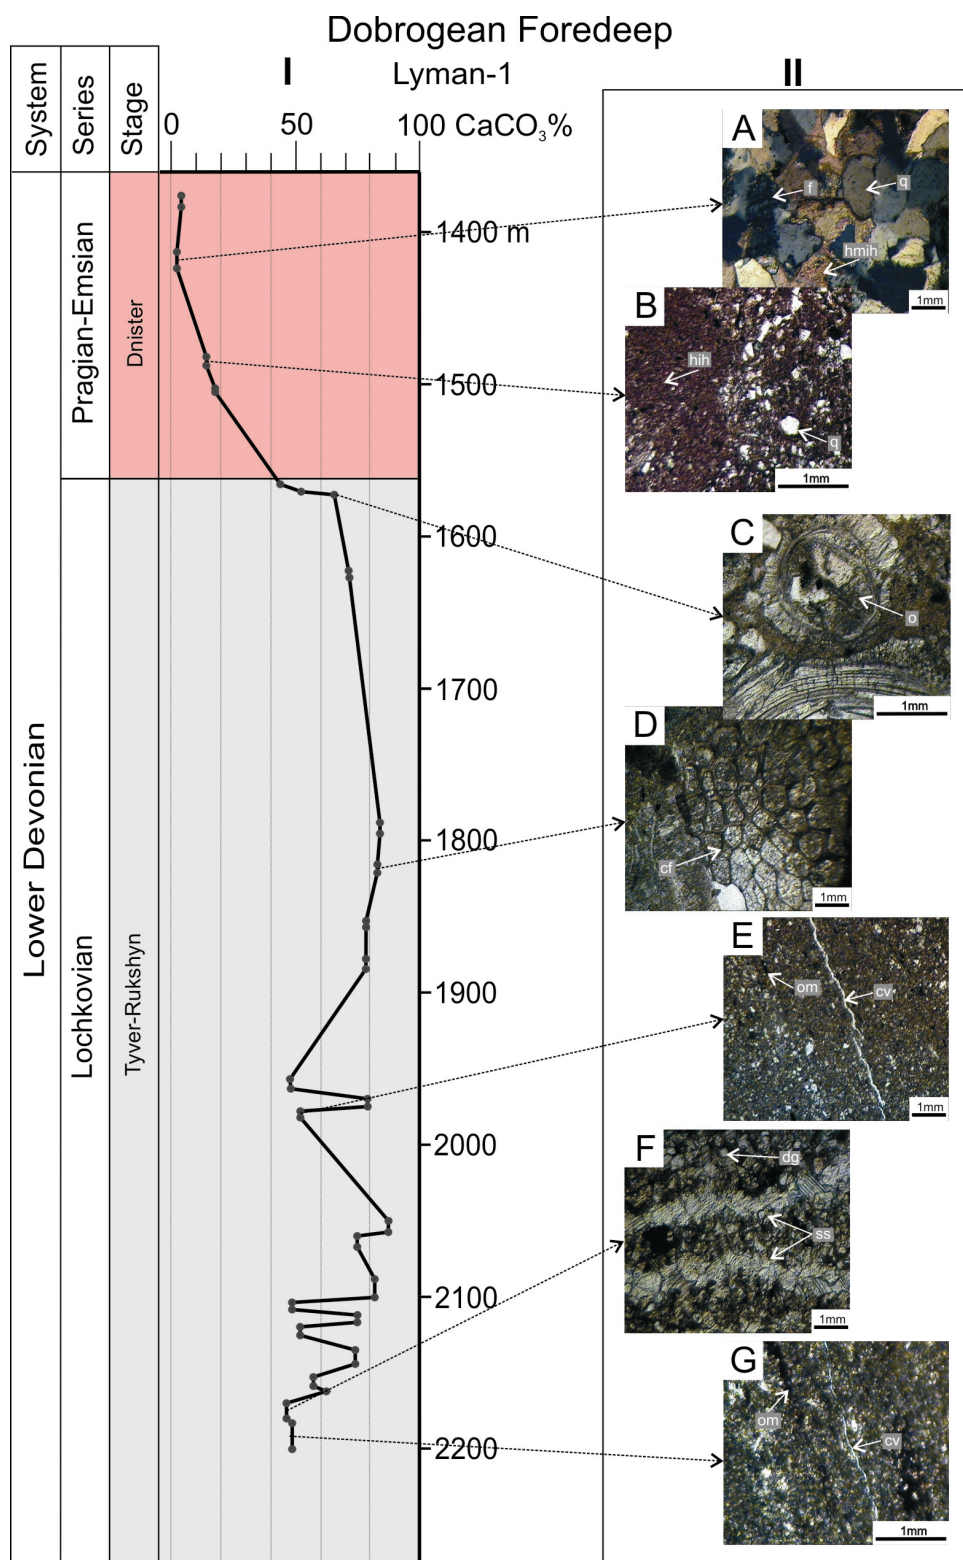 Dobrogean Foredeep
I Lyman-1 II
System Series Stage
0 50 100 CaCO₃%
Lower Devonian
Pragian-Emsian
Dnister
Lochkovian
Tyver-Rukshyn
1400 m
1500
1600
1700
1800
1900
2000
2100
2200
A
f
q
hmih
1mm
B
hih
q
1mm
C
o
1mm
D
cf
1mm
E
om
cv
1mm
F
dg
ss
1mm
G
om
cv
1mm